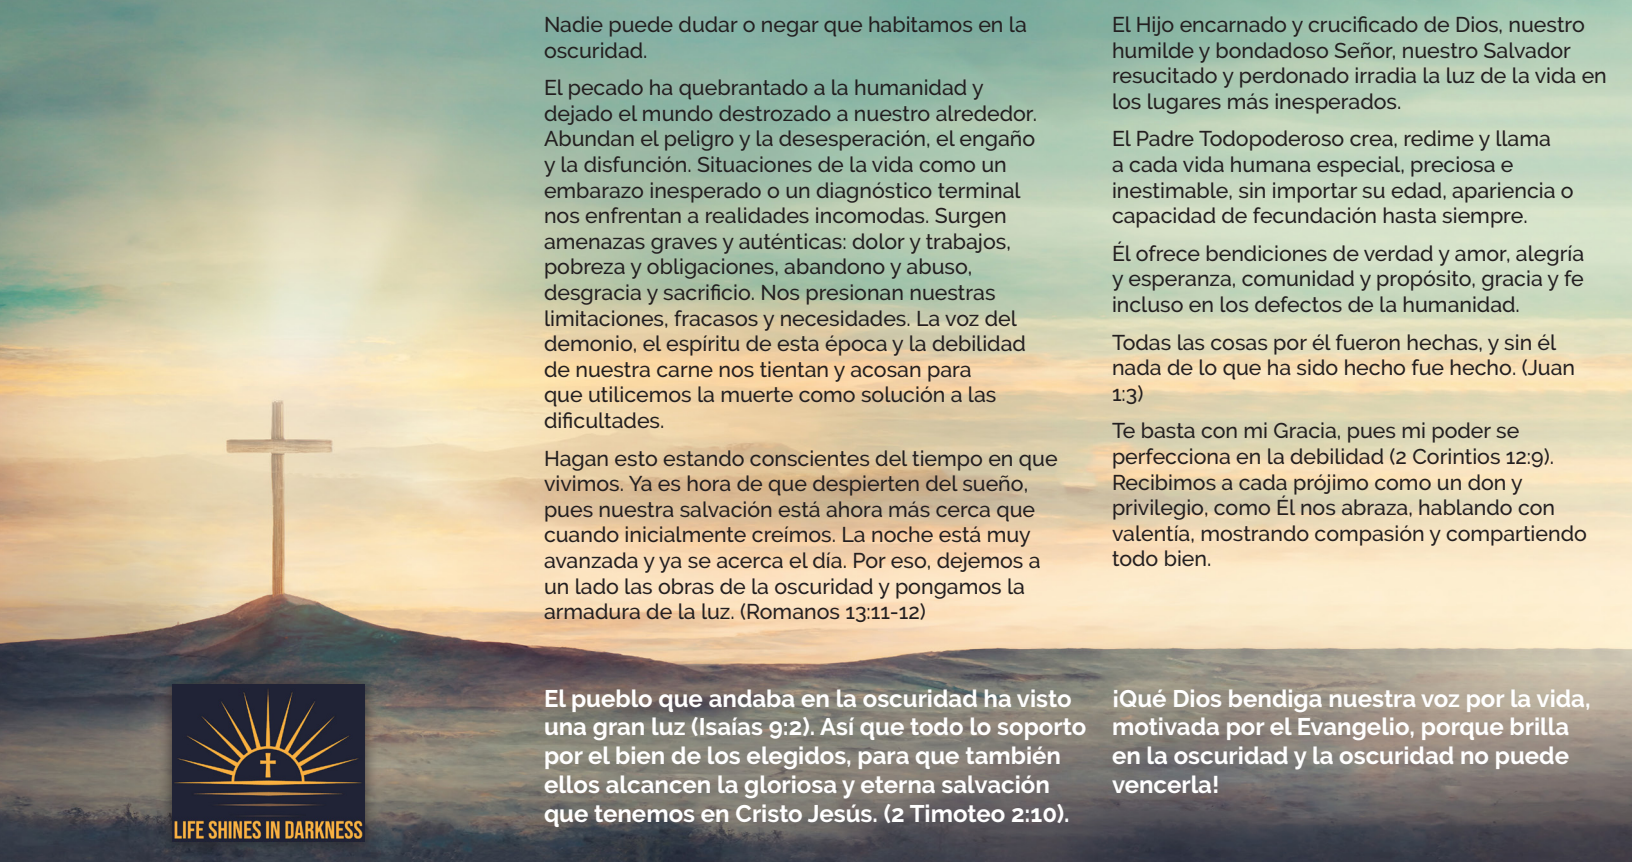 Nadie puede dudar o negar que habitamos en la
oscuridad.
El pecado ha quebrantado a la humanidad y
dejado el mundo destrozado a nuestro alrededor.
Abundan el peligro y la desesperación, el engaño
y la disfunción. Situaciones de la vida como un
embarazo inesperado o un diagnóstico terminal
nos enfrentan a realidades incomodas. Surgen
amenazas graves y auténticas: dolor y trabajos,
pobreza y obligaciones, abandono y abuso,
desgracia y sacrificio. Nos presionan nuestras
limitaciones, fracasos y necesidades. La voz del
demonio, el espíritu de esta época y la debilidad
de nuestra carne nos tientan y acosan para
que utilicemos la muerte como solución a las
dificultades.
Hagan esto estando conscientes del tiempo en que
vivimos. Ya es hora de que despierten del sueño,
pues nuestra salvación está ahora más cerca que
cuando inicialmente creímos. La noche está muy
avanzada y ya se acerca el día. Por eso, dejemos a
un lado las obras de la oscuridad y pongamos la
armadura de la luz. (Romanos 13:11-12)
El Hijo encarnado y crucificado de Dios, nuestro
humilde y bondadoso Señor, nuestro Salvador
resucitado y perdonado irradia la luz de la vida en
los lugares más inesperados.
El Padre Todopoderoso crea, redime y llama
a cada vida humana especial, preciosa e
inestimable, sin importar su edad, apariencia o
capacidad de fecundación hasta siempre.
Él ofrece bendiciones de verdad y amor, alegría
y esperanza, comunidad y propósito, gracia y fe
incluso en los defectos de la humanidad.
Todas las cosas por él fueron hechas, y sin él
nada de lo que ha sido hecho fue hecho. (Juan
1:3)
Te basta con mi Gracia, pues mi poder se
perfecciona en la debilidad (2 Corintios 12:9).
Recibimos a cada prójimo como un don y
privilegio, como Él nos abraza, hablando con
valentía, mostrando compasión y compartiendo
todo bien.
El pueblo que andaba en la oscuridad ha visto
una gran luz (Isaías 9:2). Así que todo lo soporto
por el bien de los elegidos, para que también
ellos alcancen la gloriosa y eterna salvación
que tenemos en Cristo Jesús. (2 Timoteo 2:10).
¡Qué Dios bendiga nuestra voz por la vida,
motivada por el Evangelio, porque brilla
en la oscuridad y la oscuridad no puede
vencerla!
LIFE SHINES IN DARKNESS